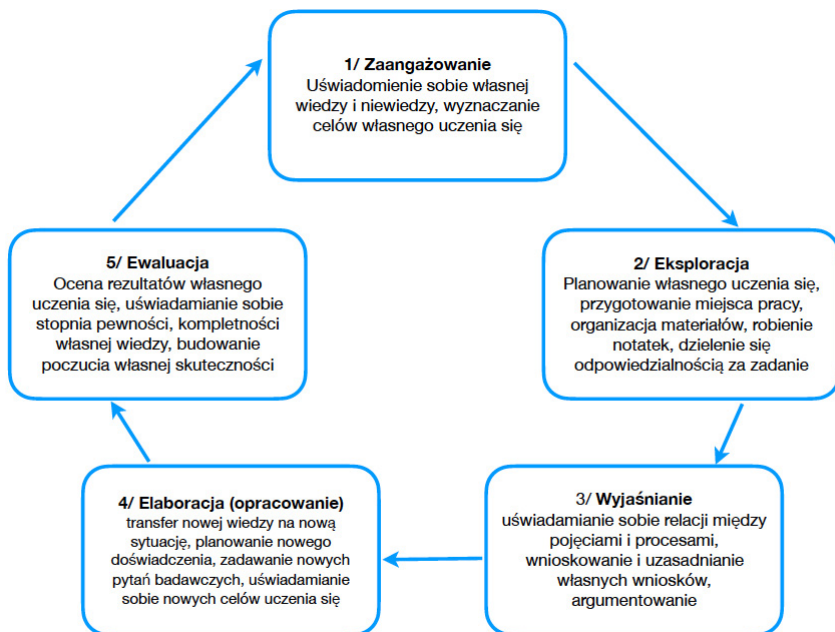 1/ Zaangażowanie
Uświadomienie sobie własnej
wiedzy i niewiedzy, wyznaczanie
celów własnego uczenia się
2/ Eksploracja
Planowanie własnego uczenia się,
przygotowanie miejsca pracy,
organizacja materiałów, robienie
notatek, dzielenie się
odpowiedzialnością za zadanie
3/ Wyjaśnianie
uświadamianie sobie relacji między
pojęciami i procesami,
wnioskowanie i uzasadnianie
własnych wniosków,
argumentowanie
4/ Elaboracja (opracowanie)
transfer nowej wiedzy na nową
sytuację, planowanie nowego
doświadczenia, zadawanie nowych
pytań badawczych, uświadamianie
sobie nowych celów uczenia się
5/ Ewaluacja
Ocena rezultatów własnego
uczenia się, uświadamianie sobie
stopnia pewności, kompletności
własnej wiedzy, budowanie
poczucia własnej skuteczności